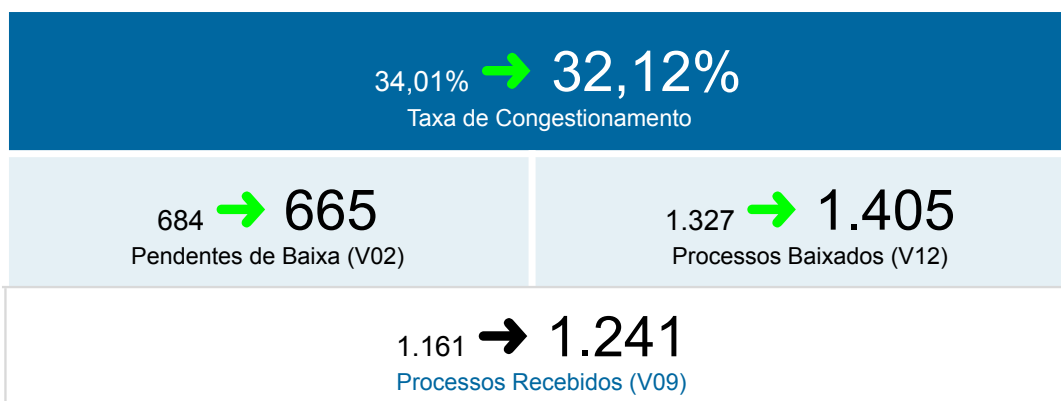 34,01% ➜ 32,12%
Taxa de Congestionamento
684 ➜ 665
Pendentes de Baixa (V02)
1.327 ➜ 1.405
Processos Baixados (V12)
1.161 ➜ 1.241
Processos Recebidos (V09)